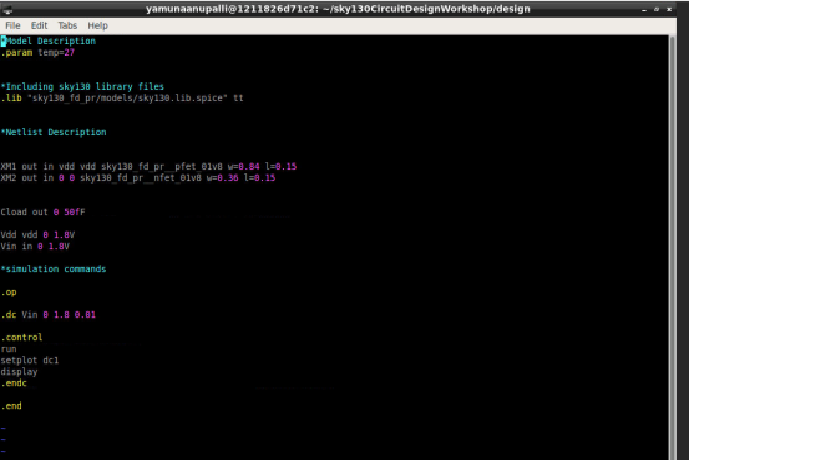 yamunaanupalli@1211826d71c2: ~/sky130CircuitDesignWorkshop/design
File Edit Tabs Help
*Model Description
.param temp=27
*Including sky130 library files
.lib "sky130_fd_pr/models/sky130.lib.spice" tt
*Netlist Description
XM1 out in vdd vdd sky130_fd_pr__pfet_01v8 w=0.84 l=0.15
XM2 out in 0 0 sky130_fd_pr__nfet_01v8 w=0.36 l=0.15
Cload out 0 50fF
Vdd vdd 0 1.8V
Vin in 0 1.8V
*simulation commands
.op
.dc Vin 0 1.8 0.01
.control
run
setplot dc1
display
.endc
.end
~
~
~